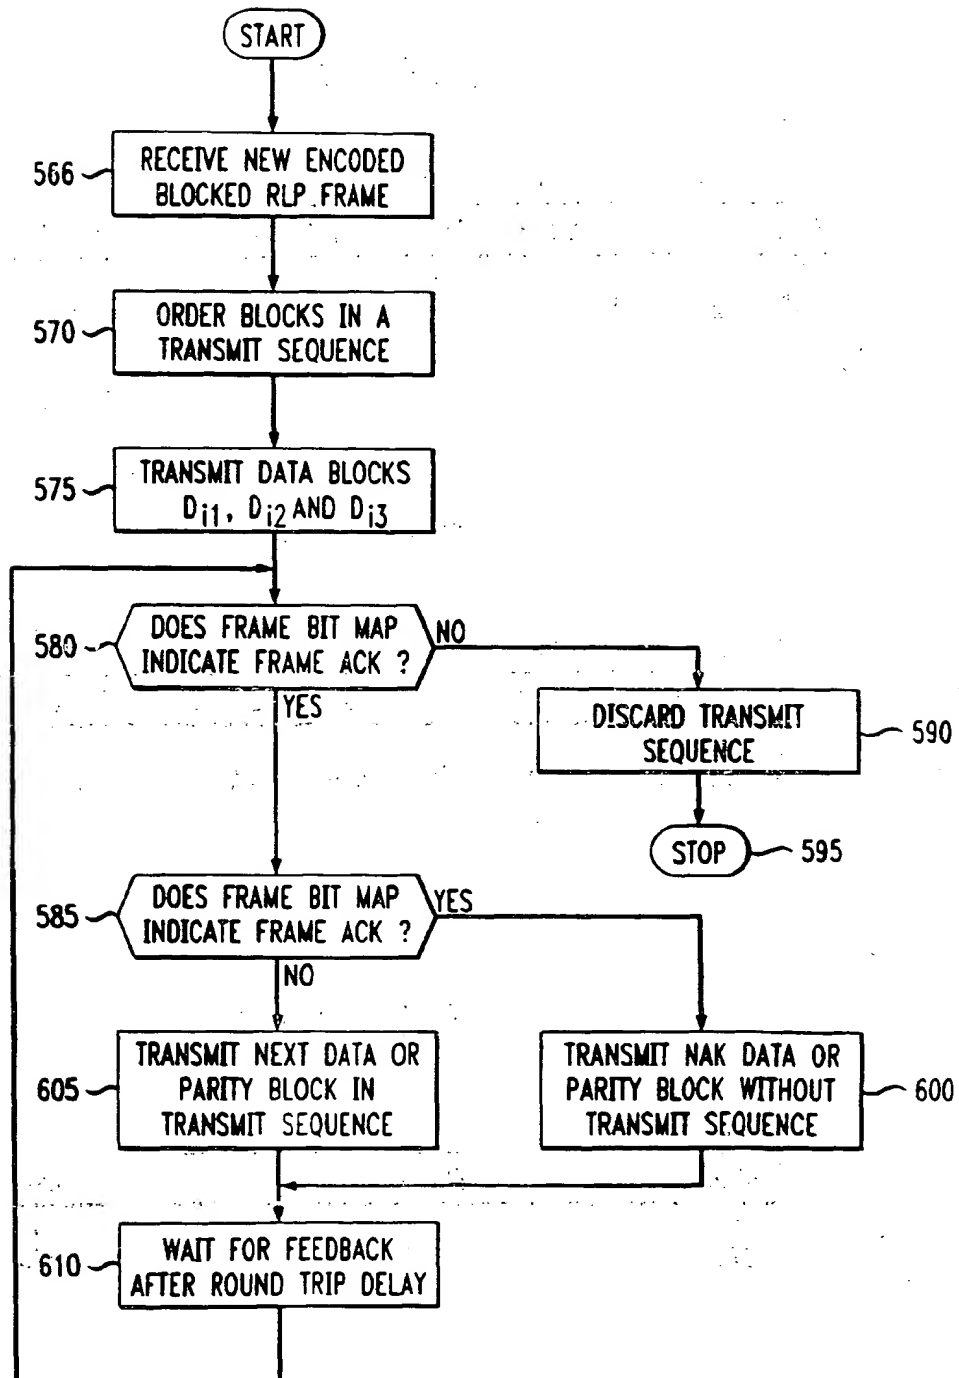 START
566
RECEIVE NEW ENCODED
BLOCKED RLP FRAME
570
ORDER BLOCKS IN A
TRANSMIT SEQUENCE
575
TRANSMIT DATA BLOCKS
Di1, Di2 AND Di3
580
DOES FRAME BIT MAP
INDICATE FRAME ACK ?
NO
YES
DISCARD TRANSMIT
SEQUENCE
590
STOP
595
585
DOES FRAME BIT MAP
INDICATE FRAME ACK ?
YES
NO
605
TRANSMIT NEXT DATA OR
PARITY BLOCK IN
TRANSMIT SEQUENCE
TRANSMIT NAK DATA OR
PARITY BLOCK WITHOUT
TRANSMIT SEQUENCE
600
610
WAIT FOR FEEDBACK
AFTER ROUND TRIP DELAY